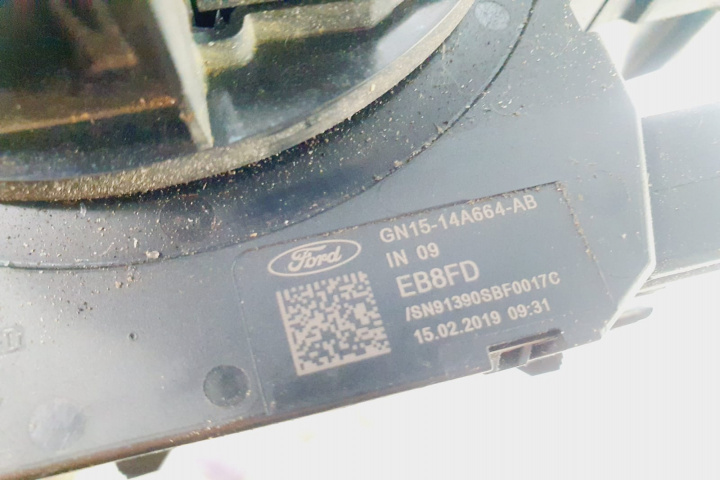 Ford
GN15-14A664-AB
IN 09
EB8FD
/SN91390SBF0017C
15.02.2019 09:31